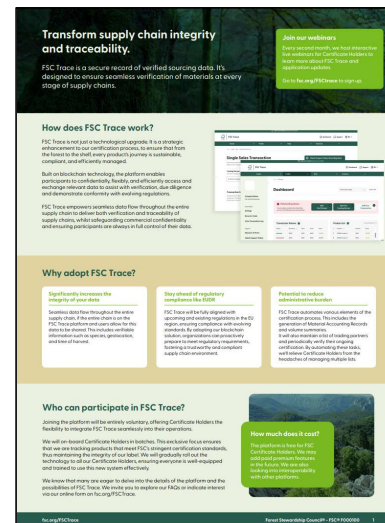 Transform supply chain integrity
and traceability.
FSC Trace is a secure record of verified sourcing data. It's
designed to ensure seamless verification of materials at every
stage of supply chains.
Join our webinars
Every second month, we host interactive
live webinars for Certificate Holders to
learn more about FSC Trace and
application updates.
Go to fsc.org/FSCtrace to sign up.
How does FSC Trace work?
FSC Trace is not just a technological upgrade. It is a strategic
enhancement to our certification process, to ensure that from
the forest to the shelf, every product's journey is sustainable,
compliant, and efficiently managed.
Built on blockchain technology, the platform enables
participants to confidentially, flexibly, and efficiently access and
exchange relevant data to assist with verification, due diligence
and demonstrate conformity with evolving regulations.
FSC Trace empowers seamless data flow throughout the entire
supply chain to deliver both verification and traceability of
supply chains, whilst safeguarding commercial confidentiality
and ensuring participants are always in full control of their data.
Single Sales Transaction
Dashboard
Why adopt FSC Trace?
Significantly increases the
integrity of your data
Seamless data flow throughout the entire
supply chain, if the entire chain is on the
FSC Trace platform and users allow for this
data to be shared. This includes verifiable
information such as species, geolocation,
and time of harvest.
Stay ahead of regulatory
compliance like EUDR
FSC Trace will be fully aligned with
upcoming and existing regulations in the EU
region, ensuring compliance with evolving
standards. By adapting our blockchain
solution, organizations can proactively
prepare to meet regulatory requirements,
fostering a trustworthy and compliant
supply chain environment.
Potential to reduce
administrative burden
FSC Trace automates various elements of the
certification process. This includes the
generation of Material Accounting Records
and volume summaries.
It will also maintain a list of trading partners
and periodically verify their ongoing
certification. By automating these tasks,
we'll relieve Certificate Holders from the
headaches of managing multiple lists.
Who can participate in FSC Trace?
Joining the platform will be entirely voluntary, offering Certificate Holders the
flexibility to integrate FSC Trace seamlessly into their operations.
We will on-board Certificate Holders in batches. This exclusive focus ensures
that we are tracking products that meet FSC's stringent certification standards,
thus maintaining the integrity of our label. We will gradually roll out the
technology to all our Certificate Holders, ensuring everyone is well-equipped
and trained to use this new system effectively.
We know that many are eager to delve into the details of the platform and the
possibilities of FSC Trace. We invite you to explore our FAQs or indicate interest
via our online form on fsc.org/FSCTrace.
How much does it cost?
The platform is free for FSC
Certificate Holders. We may
add paid premium features
in the future. We are also
looking into interoperability
with other platforms.
fsc.org/FSCTrace
Forest Stewardship Council® - FSC® F000100 1